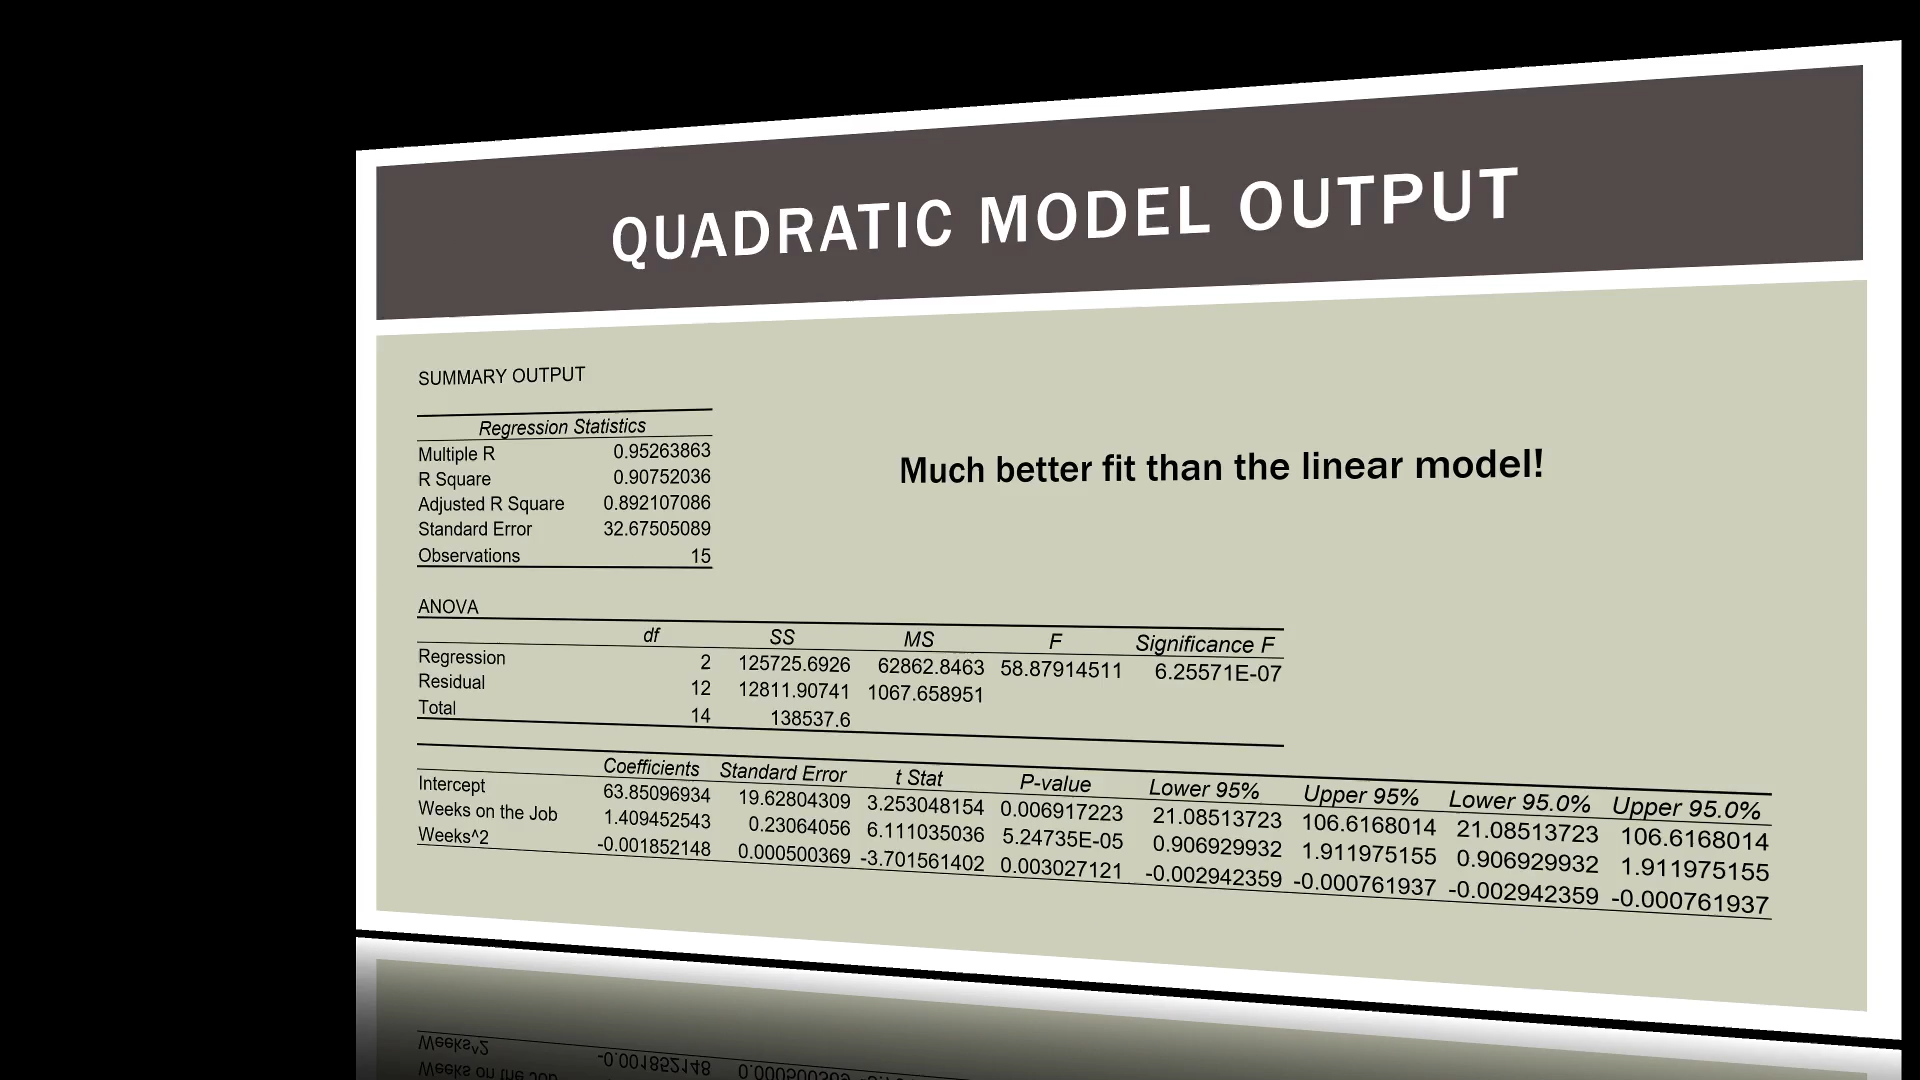 QUADRATIC MODEL OUTPUT
SUMMARY OUTPUT
Regression Statistics
Multiple R 0.95263863
R Square 0.90752036
Adjusted R Square 0.892107086
Standard Error 32.67505089
Observations 15
Much better fit than the linear model!
ANOVA
df SS MS F Significance F
Regression 2 125725.6926 62862.8463 58.87914511 6.25571E-07
Residual 12 12811.90741 1067.658951
Total 14 138537.6
Coefficients Standard Error t Stat P-value Lower 95% Upper 95% Lower 95.0% Upper 95.0%
Intercept 63.85096934 19.62804309 3.253048154 0.006917223 21.08513723 106.6168014 21.08513723 106.6168014
Weeks on the Job 1.409452543 0.23064056 6.111035036 5.24735E-05 0.906929932 1.911975155 0.906929932 1.911975155
Weeks^2 -0.001852148 0.000500369 -3.701561402 0.003027121 -0.002942359 -0.000761937 -0.002942359 -0.000761937